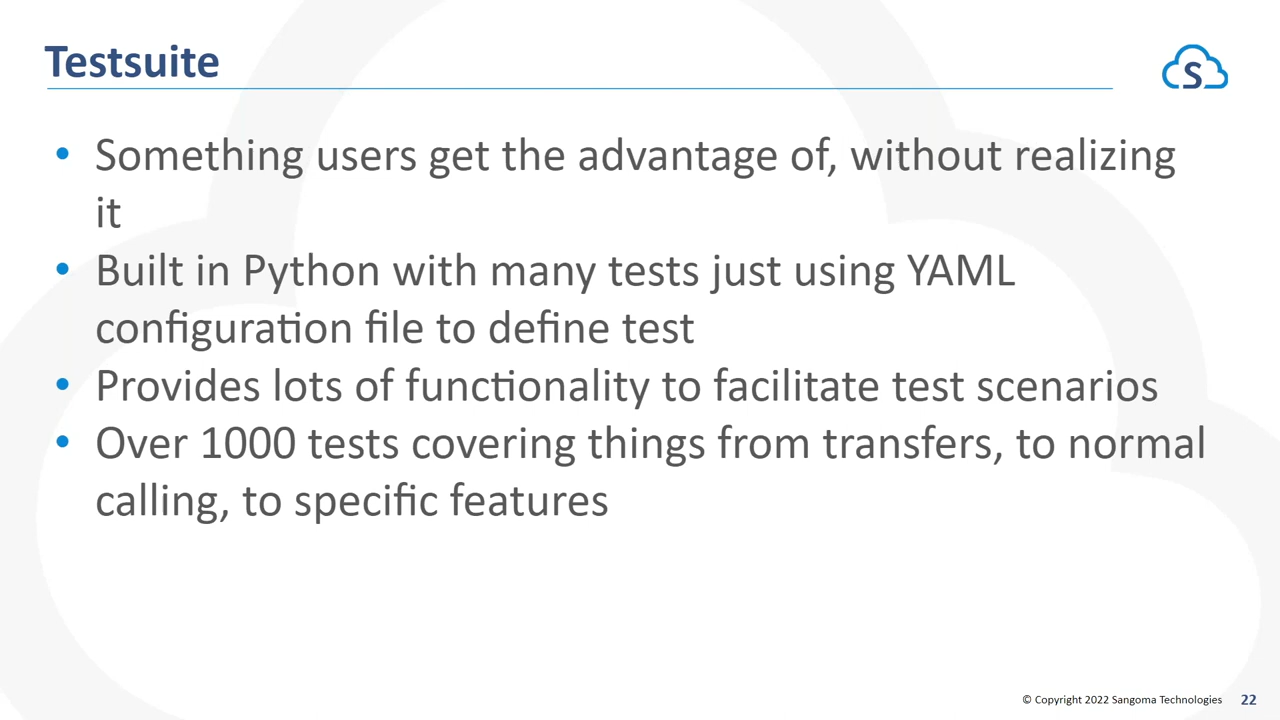 Testsuite
S
• Something users get the advantage of, without realizing
it
• Built in Python with many tests just using YAML
configuration file to define test
• Provides lots of functionality to facilitate test scenarios
• Over 1000 tests covering things from transfers, to normal
calling, to specific features
© Copyright 2022 Sangoma Technologies 22